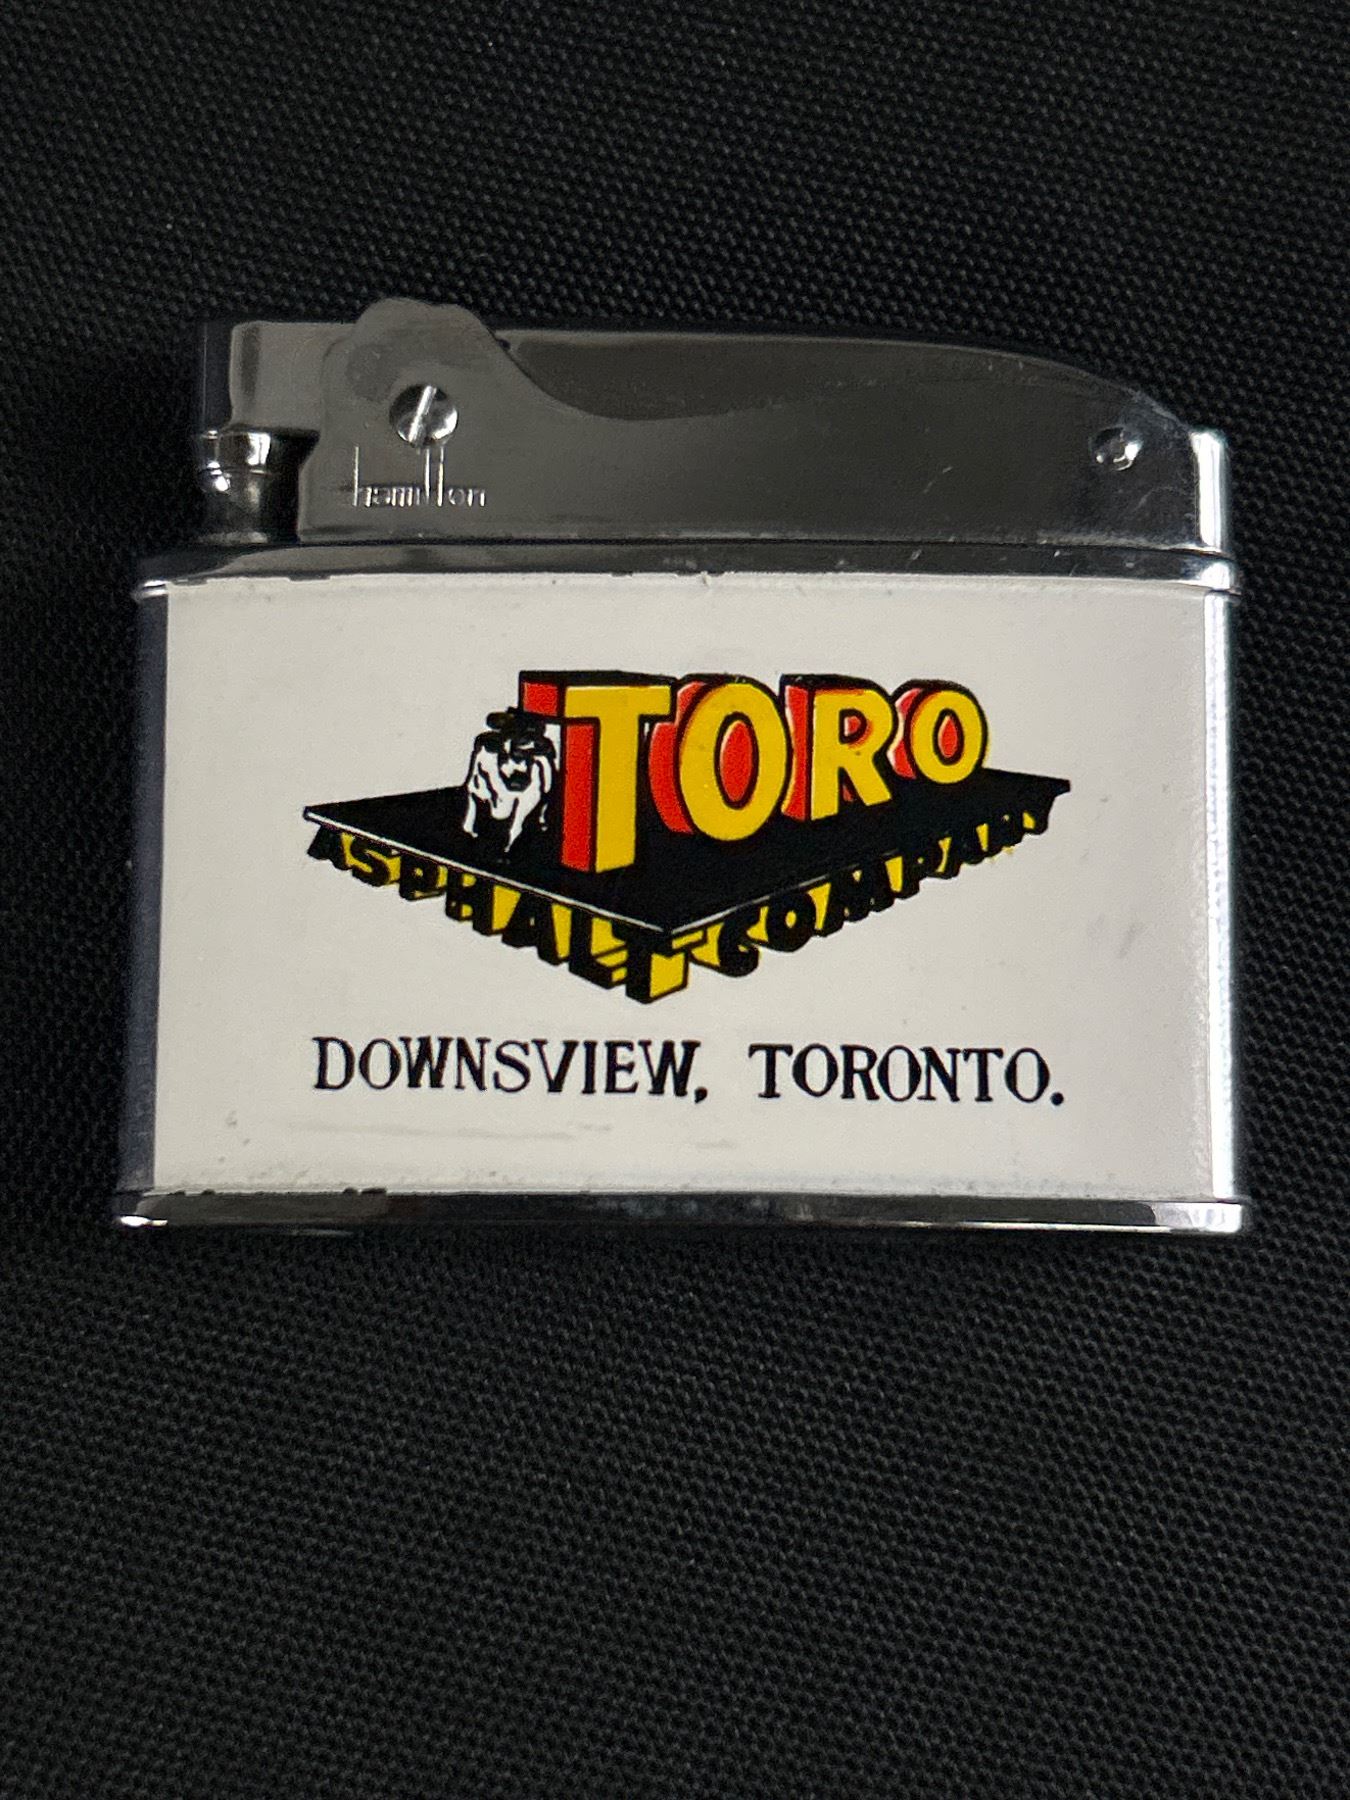 hamilton
TORO
ASPHALT COMPANY
DOWNSVIEW, TORONTO.